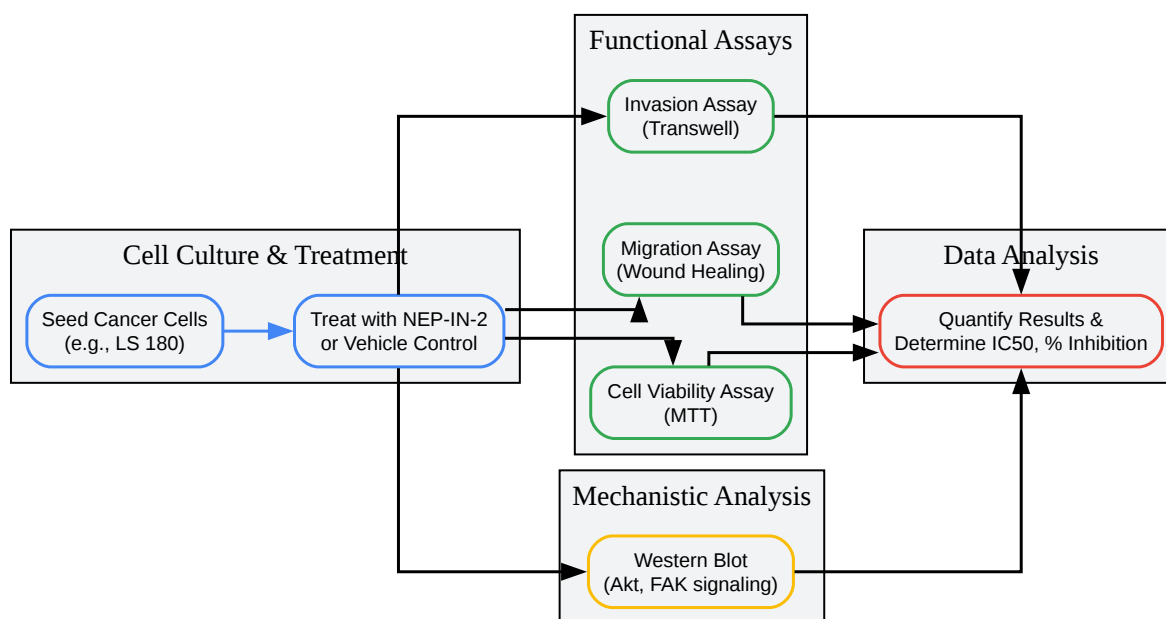 Functional Assays
Invasion Assay
(Transwell)
Migration Assay
(Wound Healing)
Cell Viability Assay
(MTT)
Cell Culture & Treatment
Seed Cancer Cells
(e.g., LS 180)
Treat with NEP-IN-2
or Vehicle Control
Data Analysis
Quantify Results &
Determine IC50, % Inhibition
Mechanistic Analysis
Western Blot
(Akt, FAK signaling)